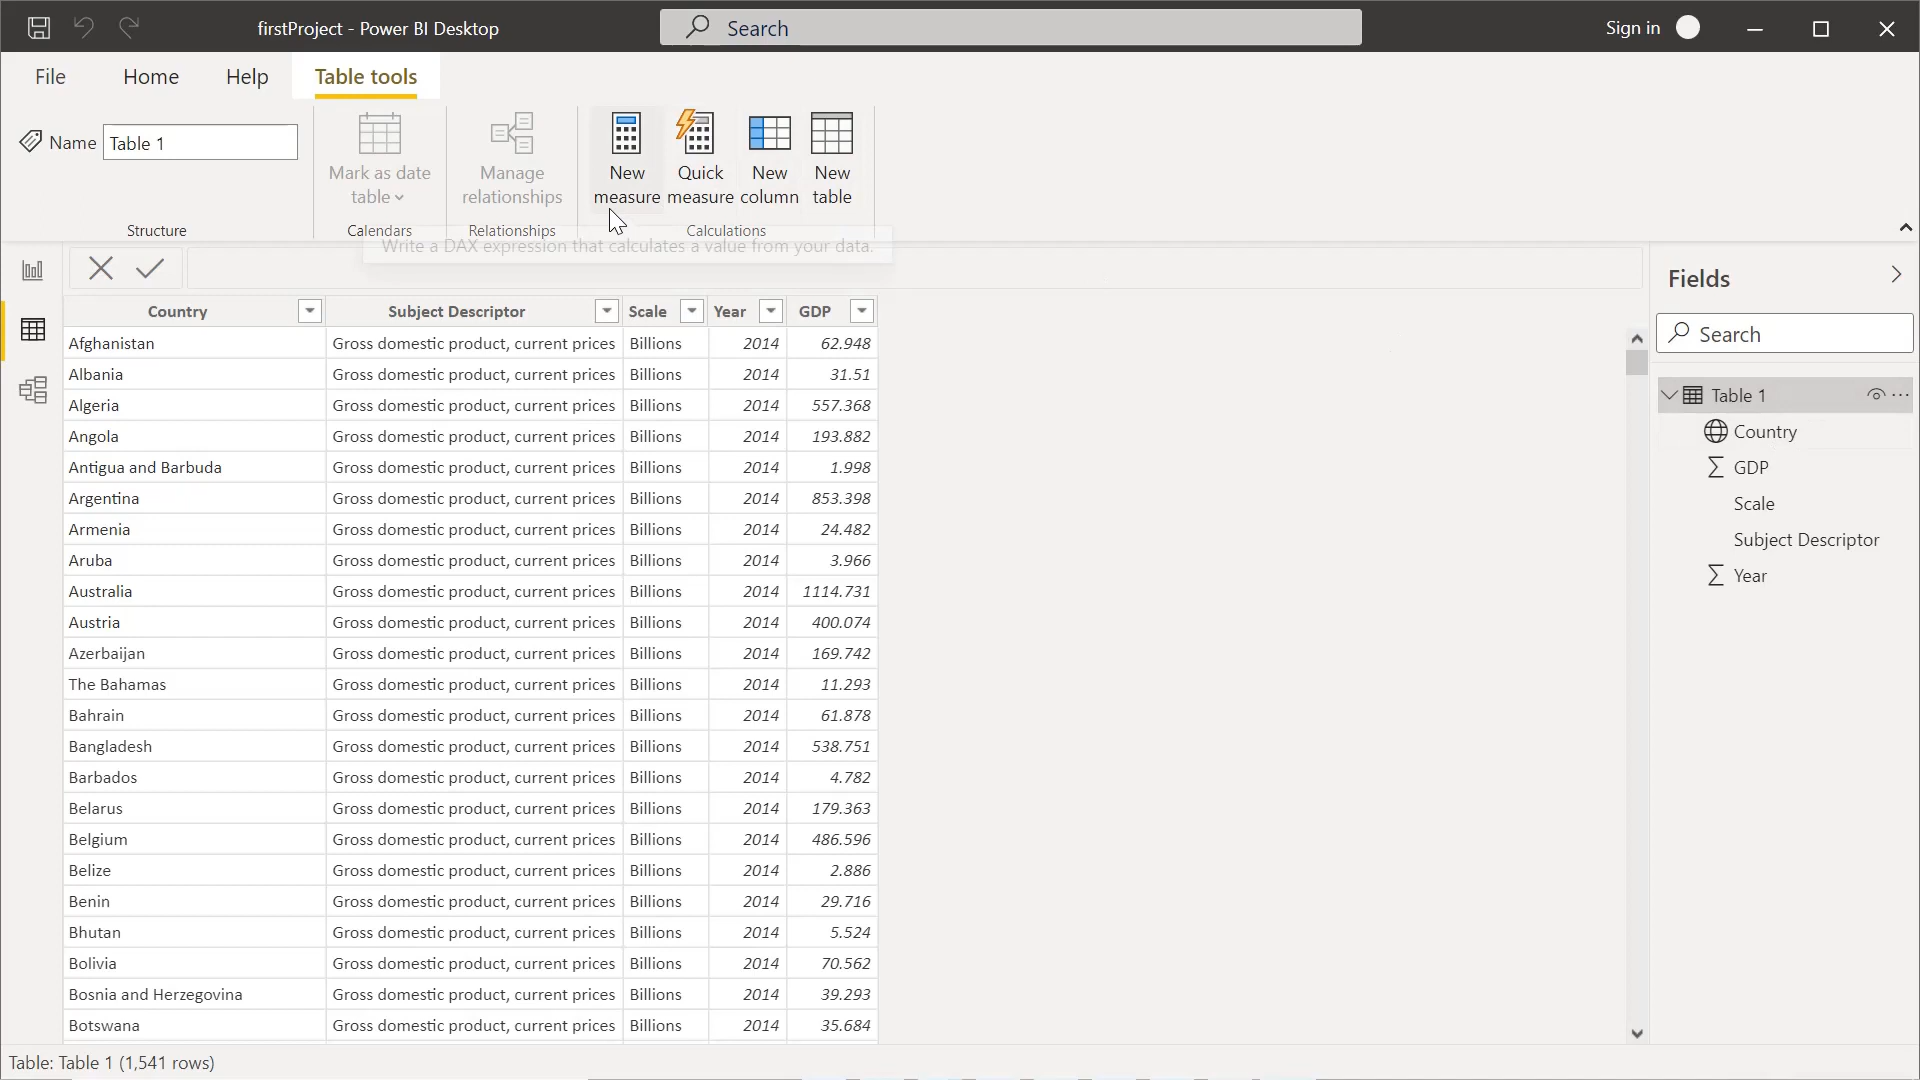 firstProject - Power BI Desktop
Search
Sign in
File
Home
Help
Table tools
Name
Table 1
Mark as date
table
Manage
relationships
New
measure
Quick
measure
New
column
New
table
Structure
Calendars
Relationships
Calculations
Write a DAX expression that calculates a value from your data.
Country Subject Descriptor Scale Year GDP
Afghanistan Gross domestic product, current prices Billions 2014 62.948
Albania Gross domestic product, current prices Billions 2014 31.51
Algeria Gross domestic product, current prices Billions 2014 557.368
Angola Gross domestic product, current prices Billions 2014 193.882
Antigua and Barbuda Gross domestic product, current prices Billions 2014 1.998
Argentina Gross domestic product, current prices Billions 2014 853.398
Armenia Gross domestic product, current prices Billions 2014 24.482
Aruba Gross domestic product, current prices Billions 2014 3.966
Australia Gross domestic product, current prices Billions 2014 1114.731
Austria Gross domestic product, current prices Billions 2014 400.074
Azerbaijan Gross domestic product, current prices Billions 2014 169.742
The Bahamas Gross domestic product, current prices Billions 2014 11.293
Bahrain Gross domestic product, current prices Billions 2014 61.878
Bangladesh Gross domestic product, current prices Billions 2014 538.751
Barbados Gross domestic product, current prices Billions 2014 4.782
Belarus Gross domestic product, current prices Billions 2014 179.363
Belgium Gross domestic product, current prices Billions 2014 486.596
Belize Gross domestic product, current prices Billions 2014 2.886
Benin Gross domestic product, current prices Billions 2014 29.716
Bhutan Gross domestic product, current prices Billions 2014 5.524
Bolivia Gross domestic product, current prices Billions 2014 70.562
Bosnia and Herzegovina Gross domestic product, current prices Billions 2014 39.293
Botswana Gross domestic product, current prices Billions 2014 35.684
Fields
Search
Table 1
Country
GDP
Scale
Subject Descriptor
Year
Table: Table 1 (1,541 rows)